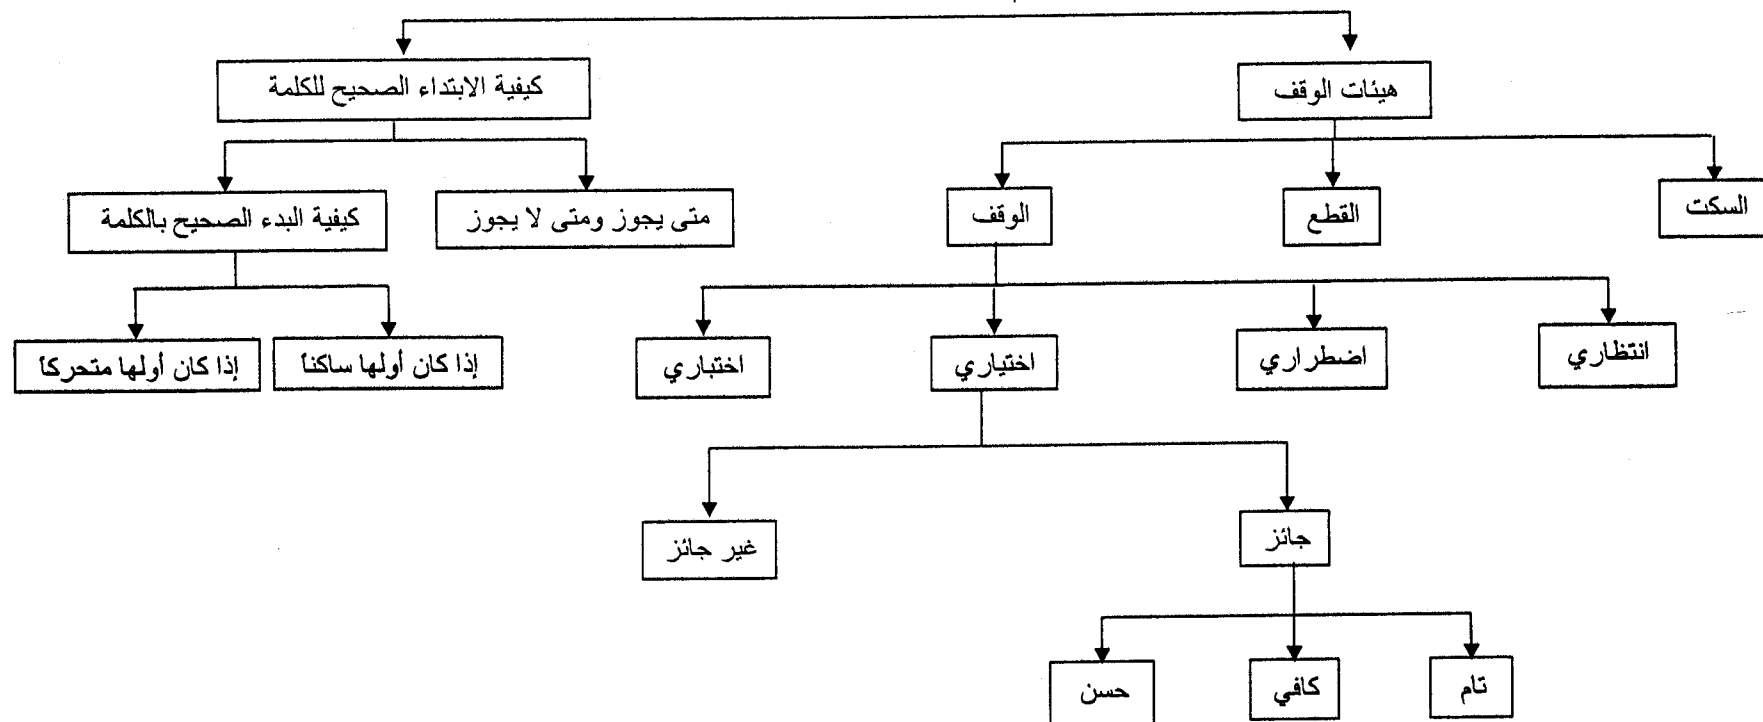 هيئات الوقف
كيفية الابتداء الصحيح للكلمة
السكت
القطع
الوقف
متى يجوز ومتى لا يجوز
كيفية البدء الصحيح بالكلمة
انتظاري
اضطراري
اختياري
اختباري
إذا كان أولها ساكناً
إذا كان أولها متحركاً
جائز
غير جائز
تام
كافي
حسن